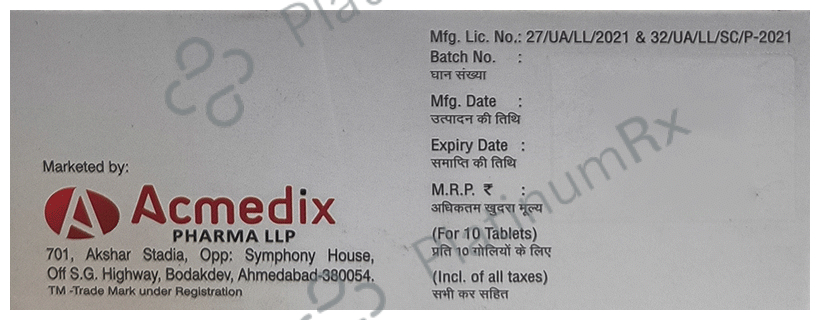 Mfg. Lic. No.: 27/UA/LL/2021 & 32/UA/LL/SC/P-2021
Batch No. :
घान संख्या
Mfg. Date :
उत्पादन की तिथि
Expiry Date :
समाप्ति की तिथि
M.R.P. ₹ :
अधिकतम खुदरा मूल्य
(For 10 Tablets)
प्रति 10 गोलियों के लिए
(Incl. of all taxes)
सभी कर सहित
Marketed by:
Acmedix
PHARMA LLP
701, Akshar Stadia, Opp: Symphony House,
Off S.G. Highway, Bodakdev, Ahmedabad-380054.
TM -Trade Mark under Registration
PlatinumRx